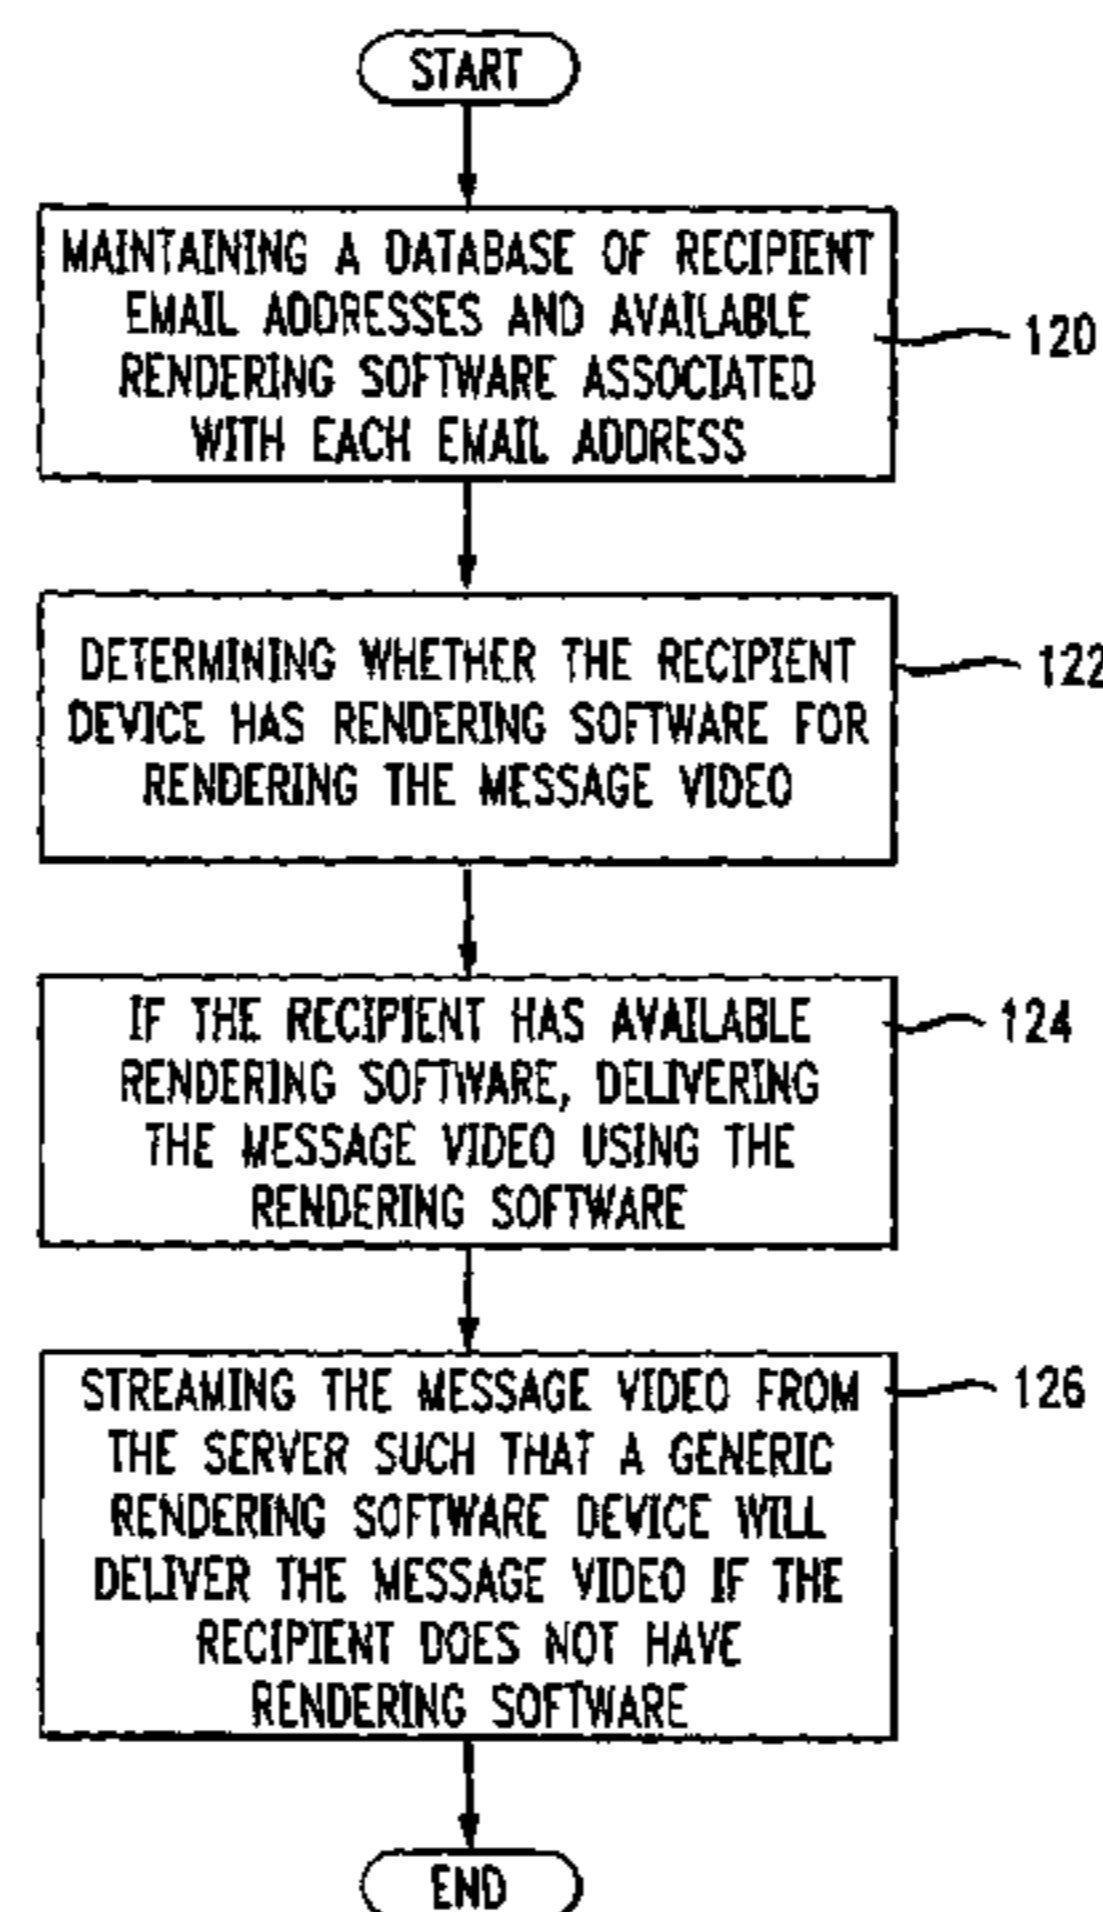 START
MAINTAINING A DATABASE OF RECIPIENT
EMAIL ADDRESSES AND AVAILABLE
RENDERING SOFTWARE ASSOCIATED
WITH EACH EMAIL ADDRESS
120
DETERMINING WHETHER THE RECIPIENT
DEVICE HAS RENDERING SOFTWARE FOR
RENDERING THE MESSAGE VIDEO
122
IF THE RECIPIENT HAS AVAILABLE
RENDERING SOFTWARE, DELIVERING
THE MESSAGE VIDEO USING THE
RENDERING SOFTWARE
124
STREAMING THE MESSAGE VIDEO FROM
THE SERVER SUCH THAT A GENERIC
RENDERING SOFTWARE DEVICE WILL
DELIVER THE MESSAGE VIDEO IF THE
RECIPIENT DOES NOT HAVE
RENDERING SOFTWARE
126
END